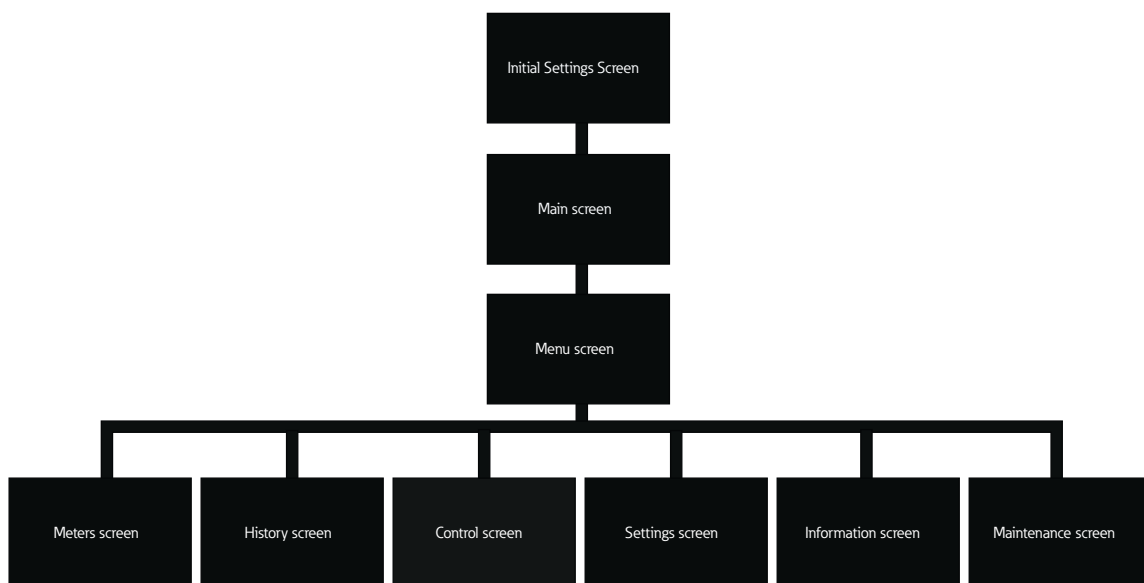 Initial Settings Screen
Main screen
Menu screen
Meters screen
History screen
Control screen
Settings screen
Information screen
Maintenance screen